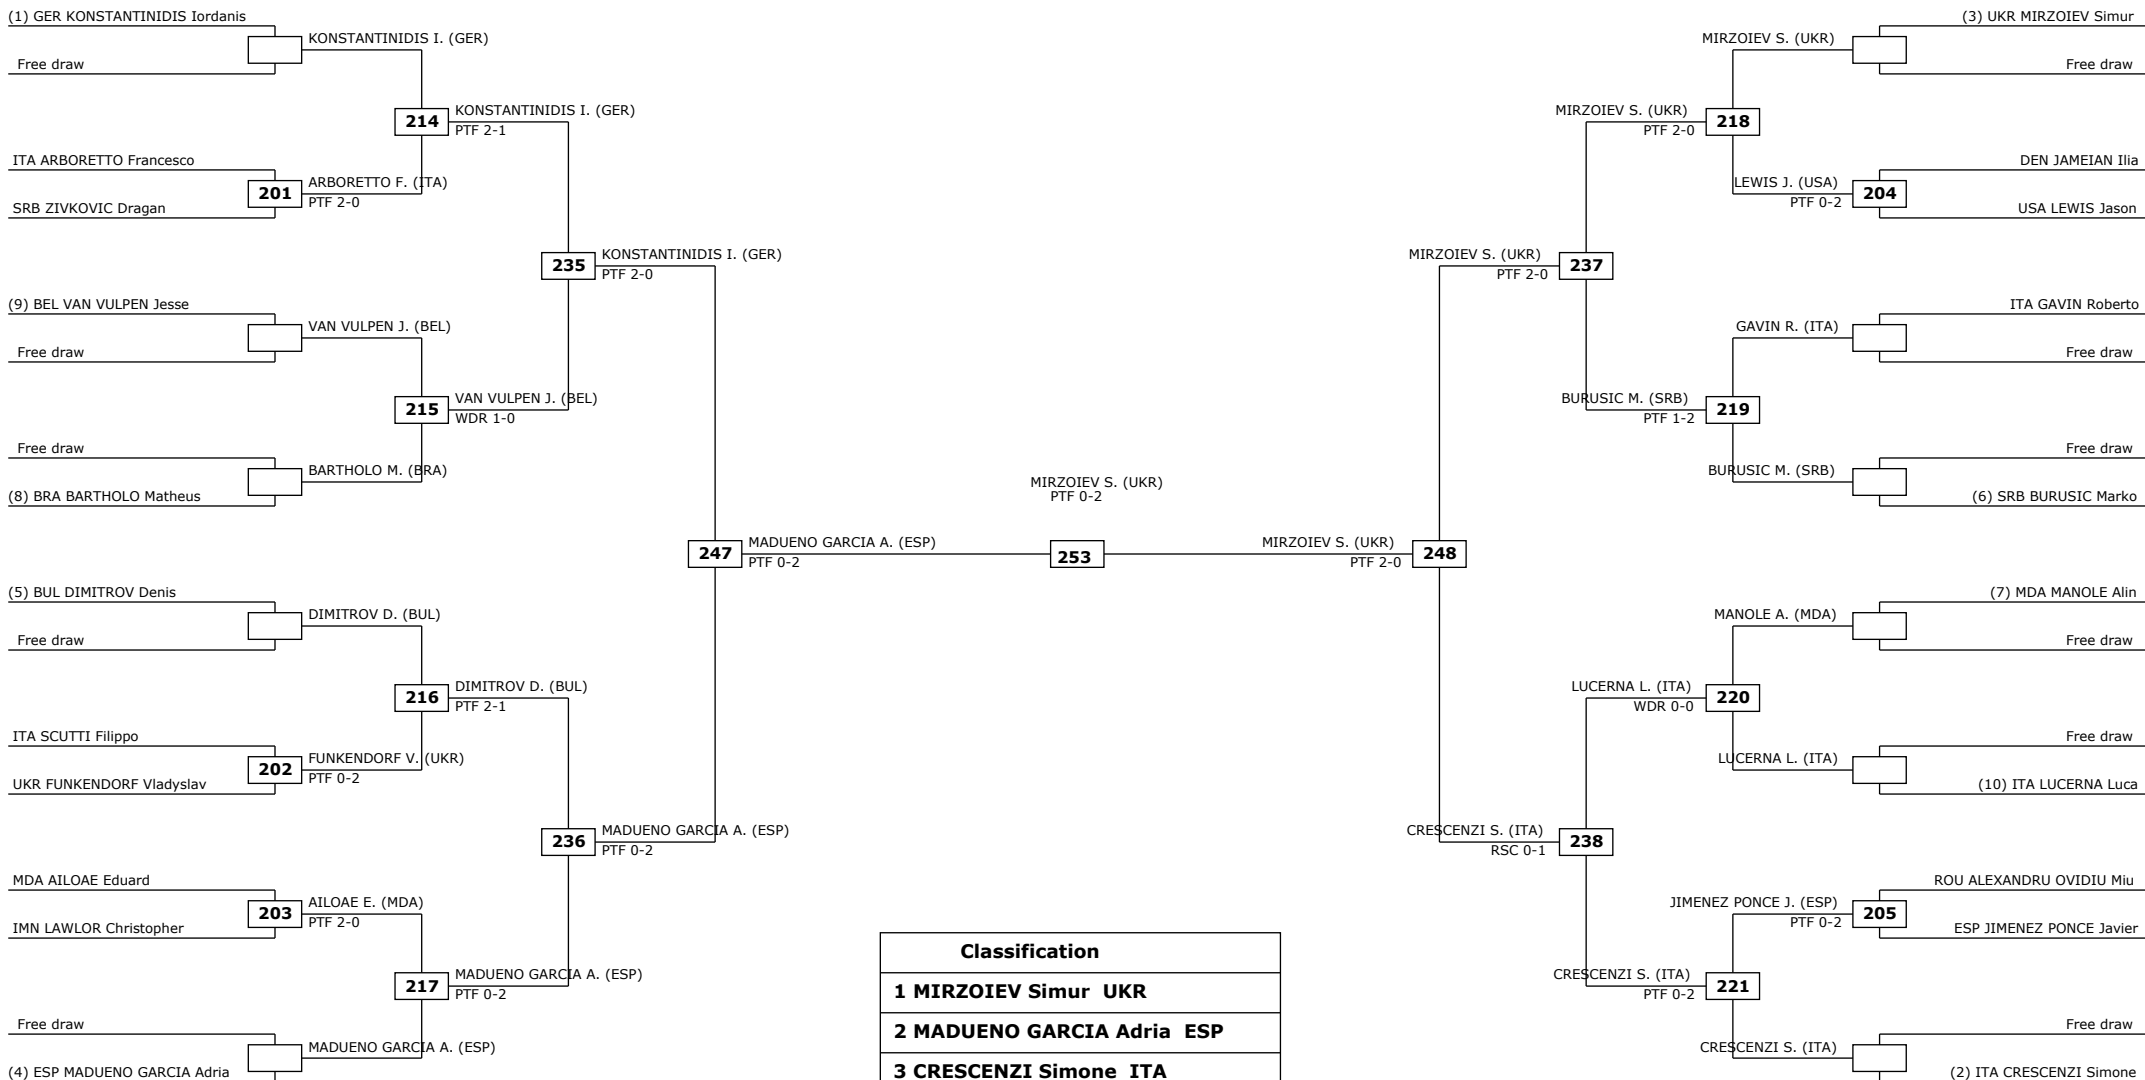 (1) GER KONSTANTINIDIS Iordanis
KONSTANTINIDIS I. (GER)
Free draw
214
KONSTANTINIDIS I. (GER)
PTF 2-1
ITA ARBORETTO Francesco
201
ARBORETTO F. (ITA)
PTF 2-0
SRB ZIVKOVIC Dragan
235
KONSTANTINIDIS I. (GER)
PTF 2-0
(9) BEL VAN VULPEN Jesse
VAN VULPEN J. (BEL)
Free draw
215
VAN VULPEN J. (BEL)
WDR 1-0
Free draw
BARTHOLO M. (BRA)
(8) BRA BARTHOLO Matheus
247
MADUENO GARCIA A. (ESP)
PTF 0-2
(5) BUL DIMITROV Denis
DIMITROV D. (BUL)
Free draw
216
DIMITROV D. (BUL)
PTF 2-1
ITA SCUTTI Filippo
202
FUNKENDORF V. (UKR)
PTF 0-2
UKR FUNKENDORF Vladyslav
236
MADUENO GARCIA A. (ESP)
PTF 0-2
MDA AILOAE Eduard
203
AILOAE E. (MDA)
PTF 2-0
IMN LAWLOR Christopher
217
MADUENO GARCIA A. (ESP)
PTF 0-2
Free draw
MADUENO GARCIA A. (ESP)
(4) ESP MADUENO GARCIA Adria
MIRZOIEV S. (UKR)
PTF 0-2
253
(3) UKR MIRZOIEV Simur
MIRZOIEV S. (UKR)
Free draw
MIRZOIEV S. (UKR)
PTF 2-0
218
DEN JAMEIAN Ilia
LEWIS J. (USA)
PTF 0-2
204
USA LEWIS Jason
MIRZOIEV S. (UKR)
PTF 2-0
237
ITA GAVIN Roberto
GAVIN R. (ITA)
Free draw
BURUSIC M. (SRB)
PTF 1-2
219
Free draw
BURUSIC M. (SRB)
(6) SRB BURUSIC Marko
MIRZOIEV S. (UKR)
PTF 2-0
248
(7) MDA MANOLE Alin
MANOLE A. (MDA)
Free draw
LUCERNA L. (ITA)
WDR 0-0
220
Free draw
LUCERNA L. (ITA)
(10) ITA LUCERNA Luca
CRESCENZI S. (ITA)
RSC 0-1
238
ROU ALEXANDRU OVIDIU Miu
JIMENEZ PONCE J. (ESP)
PTF 0-2
205
ESP JIMENEZ PONCE Javier
CRESCENZI S. (ITA)
PTF 0-2
221
Free draw
CRESCENZI S. (ITA)
(2) ITA CRESCENZI Simone
Classification
1 MIRZOIEV Simur UKR
2 MADUENO GARCIA Adria ESP
3 CRESCENZI Simone ITA